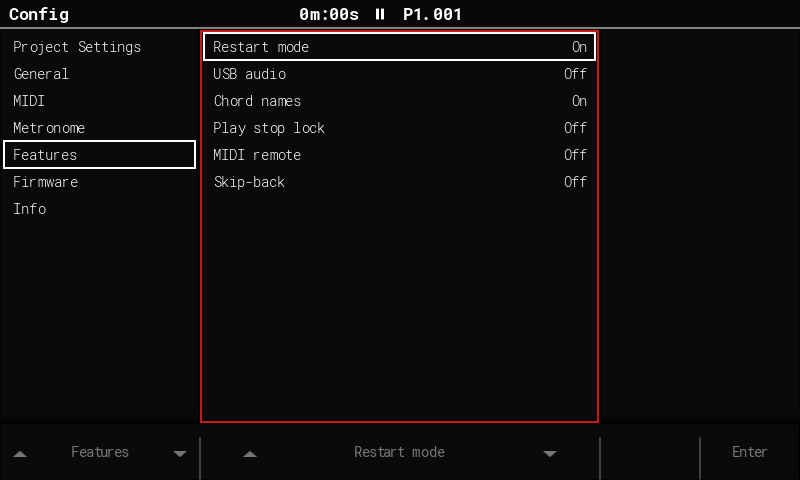 Config 0m:00s P1.001
Project Settings
General
MIDI
Metronome
Features
Firmware
Info
Restart mode On
USB audio Off
Chord names On
Play stop lock Off
MIDI remote Off
Skip-back Off
Features Restart mode Enter